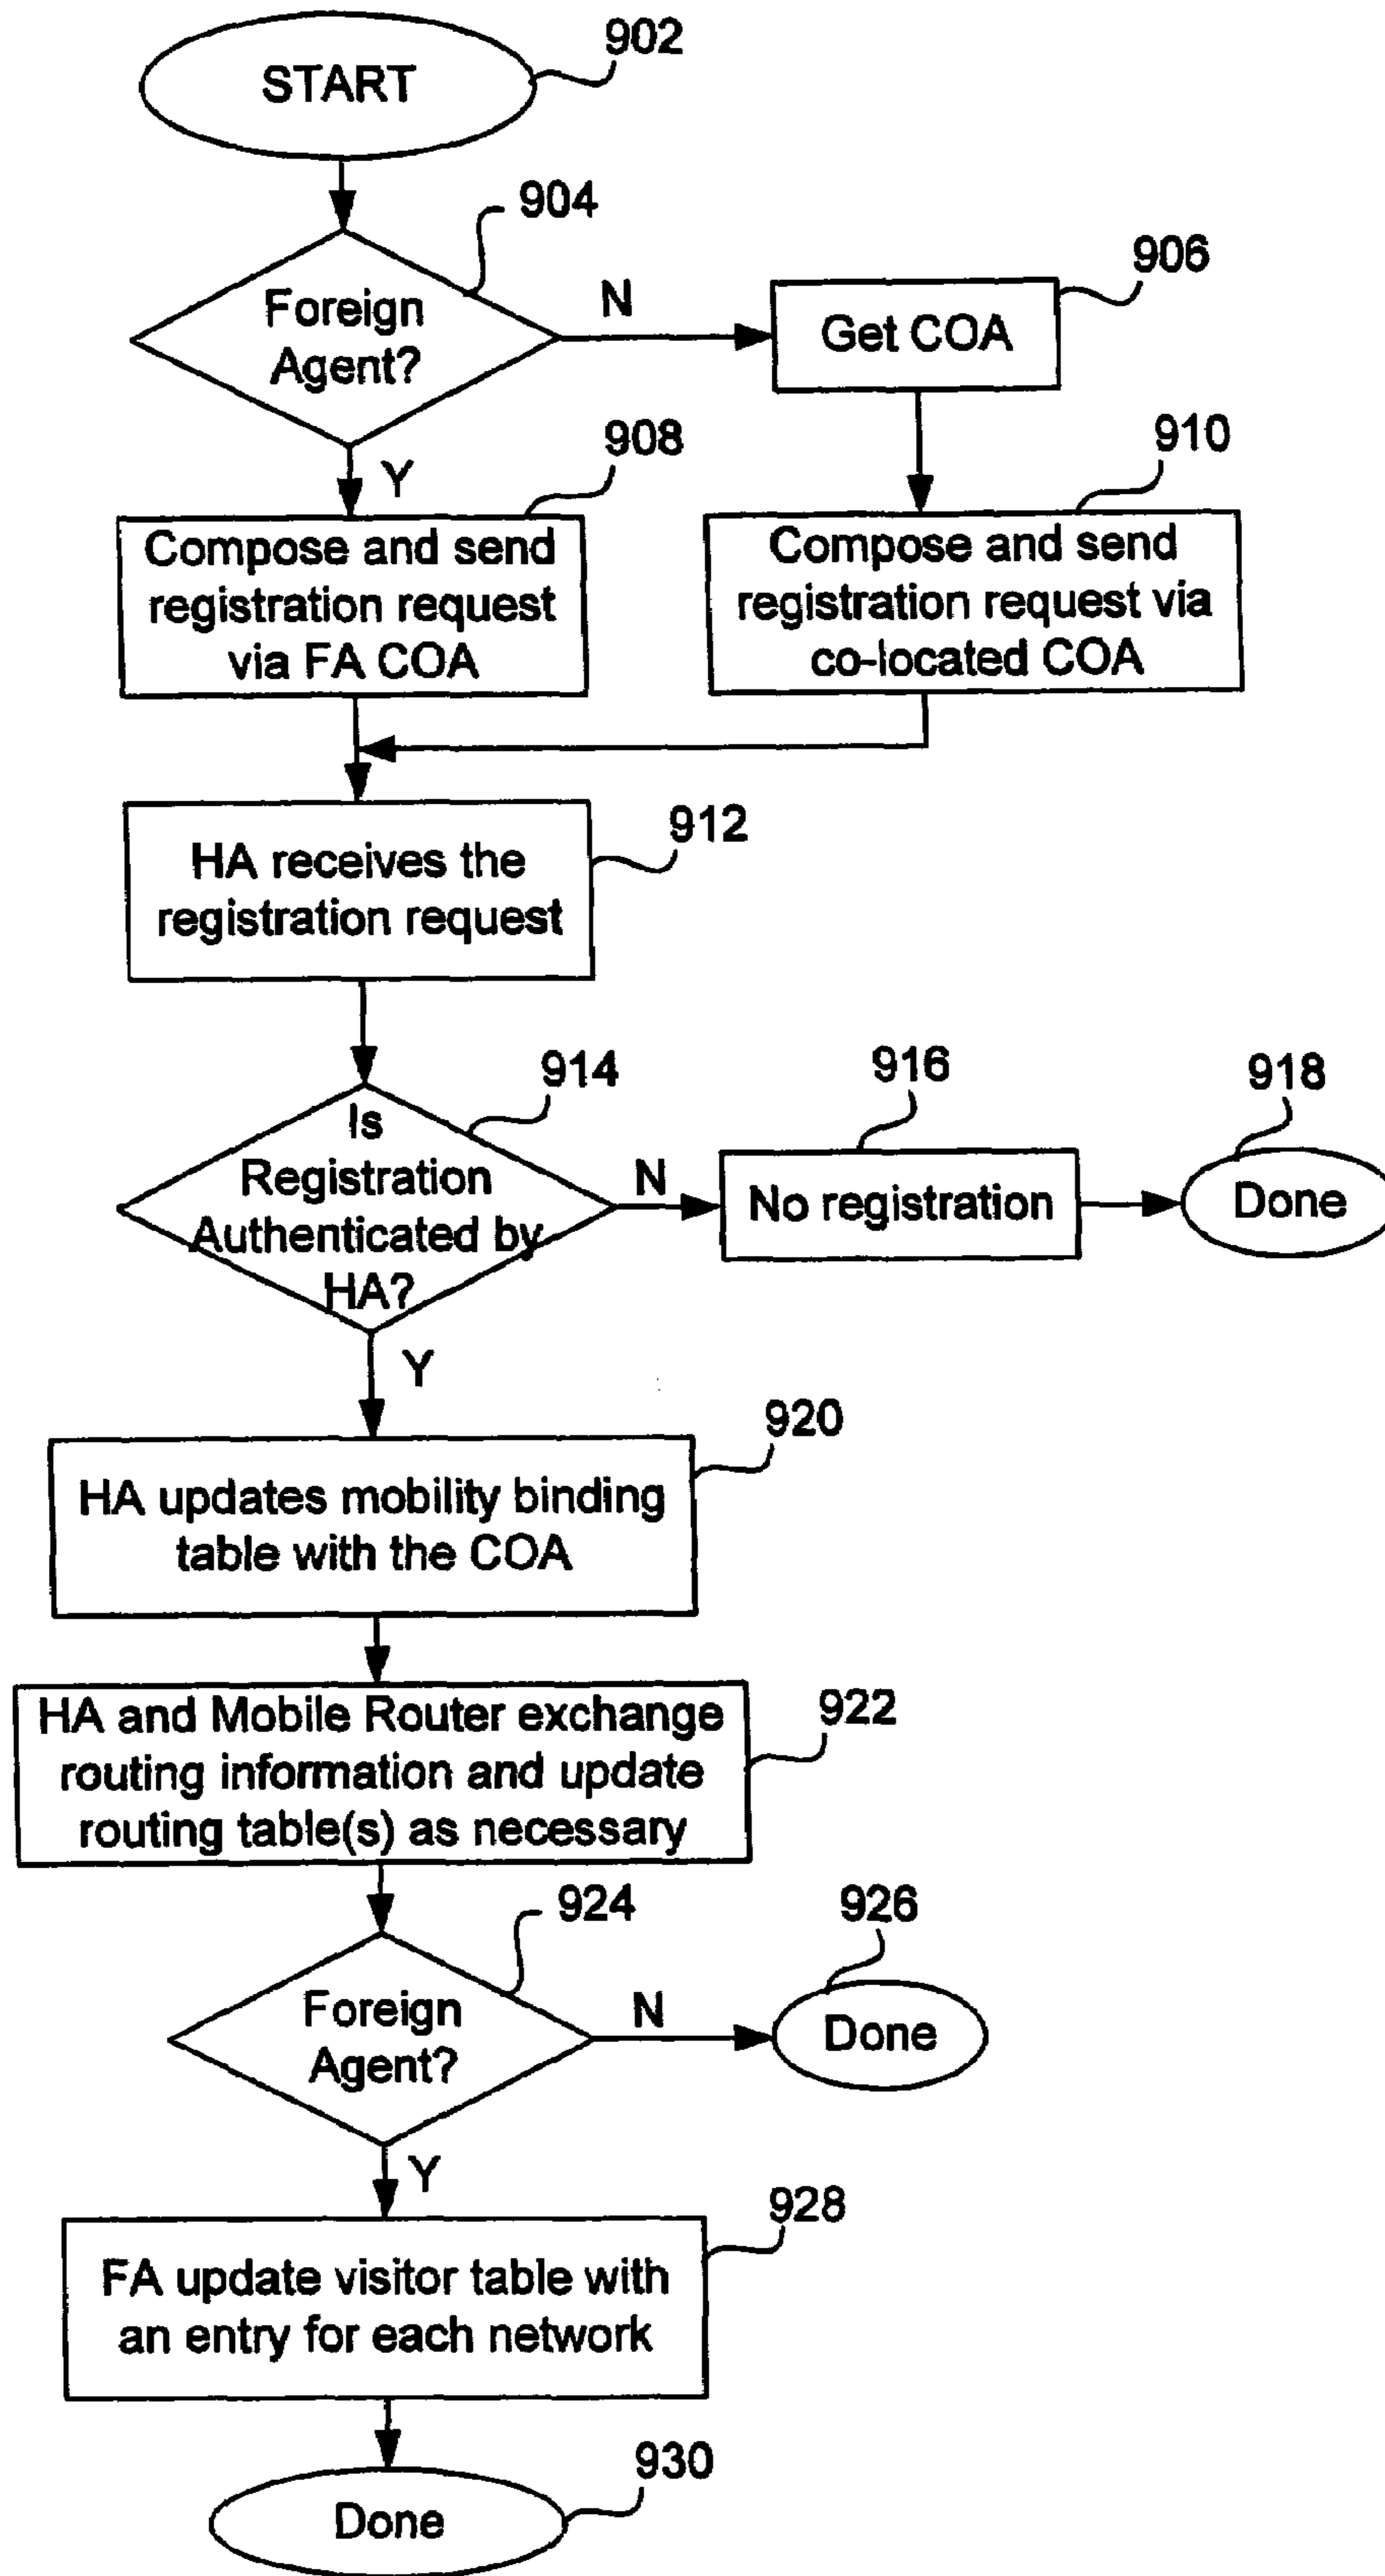 START
902
904
Foreign
Agent?
N
906
Get COA
Y
908
Compose and send
registration request
via FA COA
910
Compose and send
registration request via
co-located COA
912
HA receives the
registration request
914
Is
Registration
Authenticated by
HA?
N
916
No registration
918
Done
Y
920
HA updates mobility binding
table with the COA
922
HA and Mobile Router exchange
routing information and update
routing table(s) as necessary
924
Foreign
Agent?
N
926
Done
Y
928
FA update visitor table with
an entry for each network
930
Done